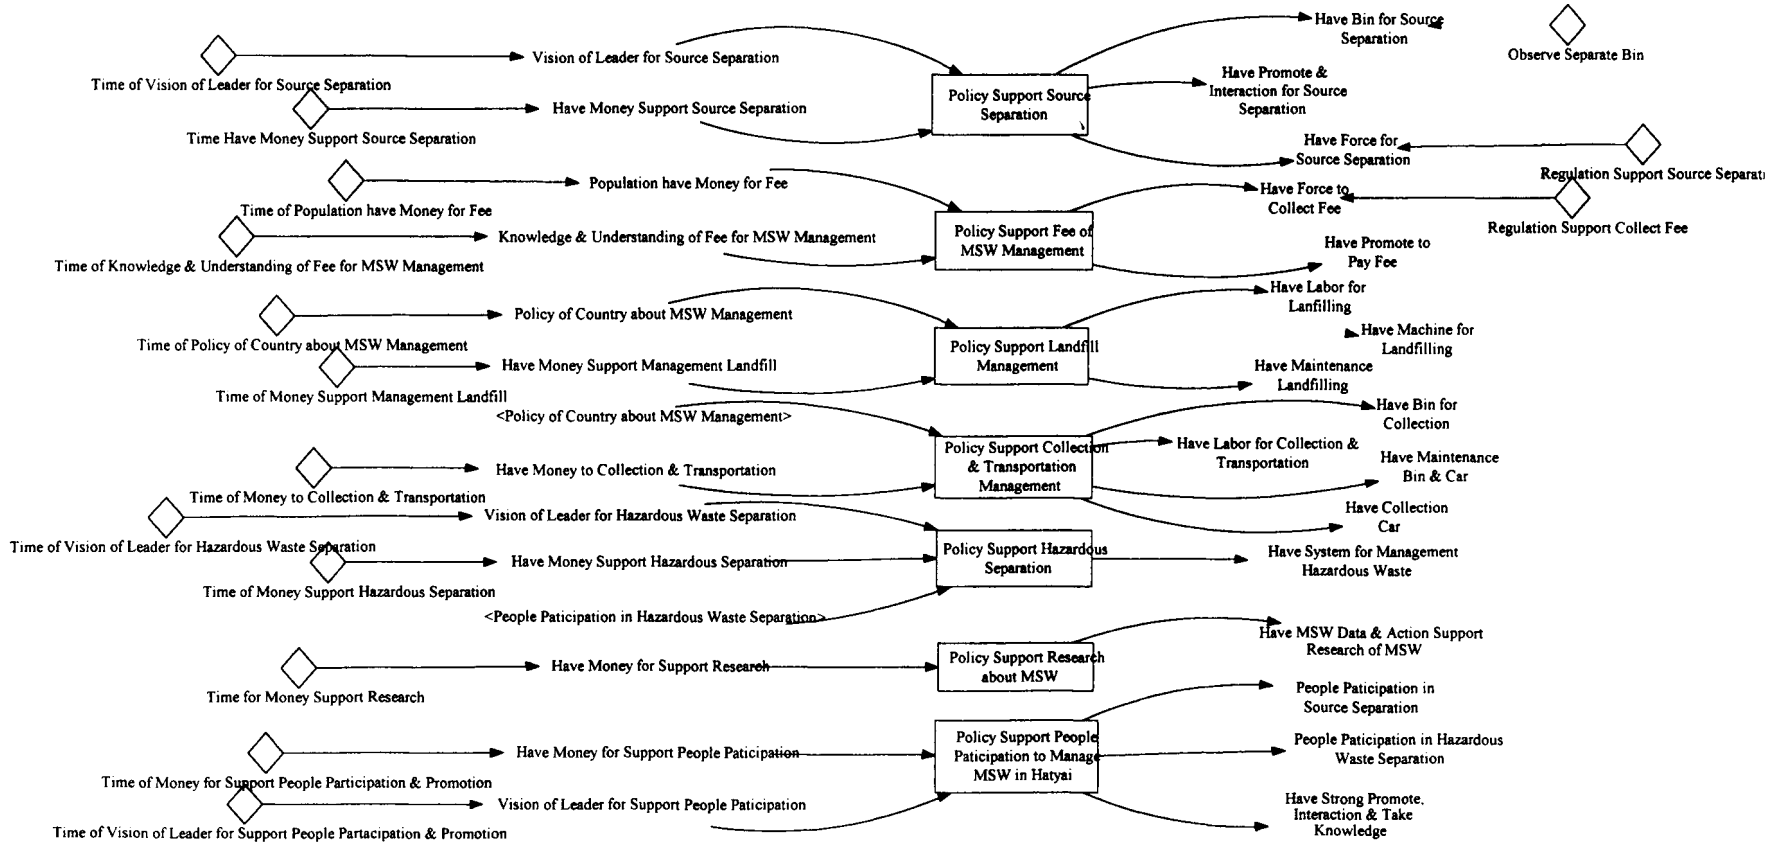 Time of Vision of Leader for Source Separation
Vision of Leader for Source Separation
Time Have Money Support Source Separation
Have Money Support Source Separation
Policy Support Source
Separation
Have Bin for Source
Separation
Observe Separate Bin
Have Promote &
Interaction for Source
Separation
Have Force for
Source Separation
Regulation Support Source Separati
Time of Population have Money for Fee
Population have Money for Fee
Time of Knowledge & Understanding of Fee for MSW Management
Knowledge & Understanding of Fee for MSW Management
Policy Support Fee of
MSW Management
Have Force to
Collect Fee
Regulation Support Collect Fee
Have Promote to
Pay Fee
Time of Policy of Country about MSW Management
Policy of Country about MSW Management
Time of Money Support Management Landfill
Have Money Support Management Landfill
Policy Support Landfill
Management
Have Labor for
Lanfilling
Have Machine for
Landfilling
Have Maintenance
Landfilling
<Policy of Country about MSW Management>
Time of Money to Collection & Transportation
Have Money to Collection & Transportation
Policy Support Collection
& Transportation
Management
Have Bin for
Collection
Have Labor for Collection &
Transportation
Have Maintenance
Bin & Car
Have Collection
Car
Time of Vision of Leader for Hazardous Waste Separation
Vision of Leader for Hazardous Waste Separation
Time of Money Support Hazardous Separation
Have Money Support Hazardous Separation
<People Paticipation in Hazardous Waste Separation>
Policy Support Hazardous
Separation
Have System for Management
Hazardous Waste
Time for Money Support Research
Have Money for Support Research
Policy Support Research
about MSW
Have MSW Data & Action Support
Research of MSW
Time of Money for Support People Participation & Promotion
Have Money for Support People Paticipation
Time of Vision of Leader for Support People Partacipation & Promotion
Vision of Leader for Support People Paticipation
Policy Support People
Paticipation to Manage
MSW in Hatyai
People Paticipation in
Source Separation
People Paticipation in Hazardous
Waste Separation
Have Strong Promote,
Interaction & Take
Knowledge